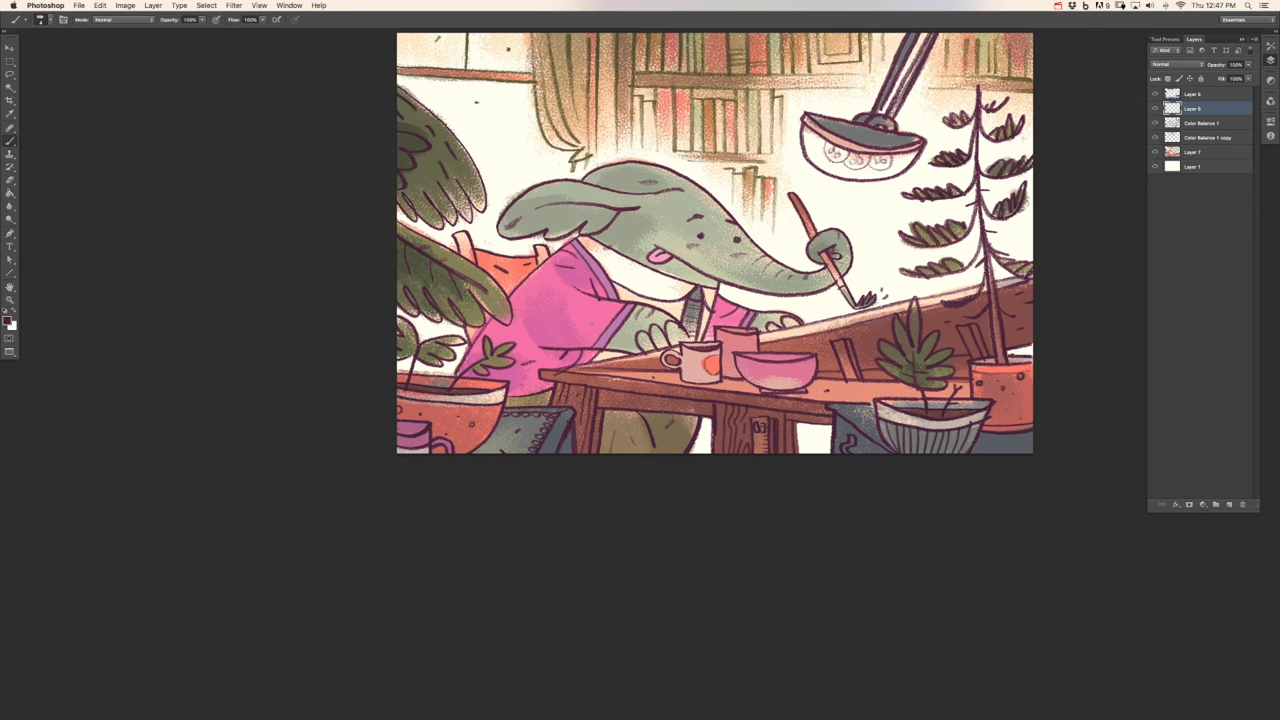 Photoshop File Edit Image Layer Type Select Filter View Window Help
9 Thu 12:47 PM
Mode: Normal Opacity: 100% Flow: 100%
Essentials
Tool Presets Layers
Kind
Normal Opacity: 100%
Lock: Fill: 100%
Layer 5
Layer 6
Color Balance 1
Color Balance 1 copy
Layer 7
Layer 1